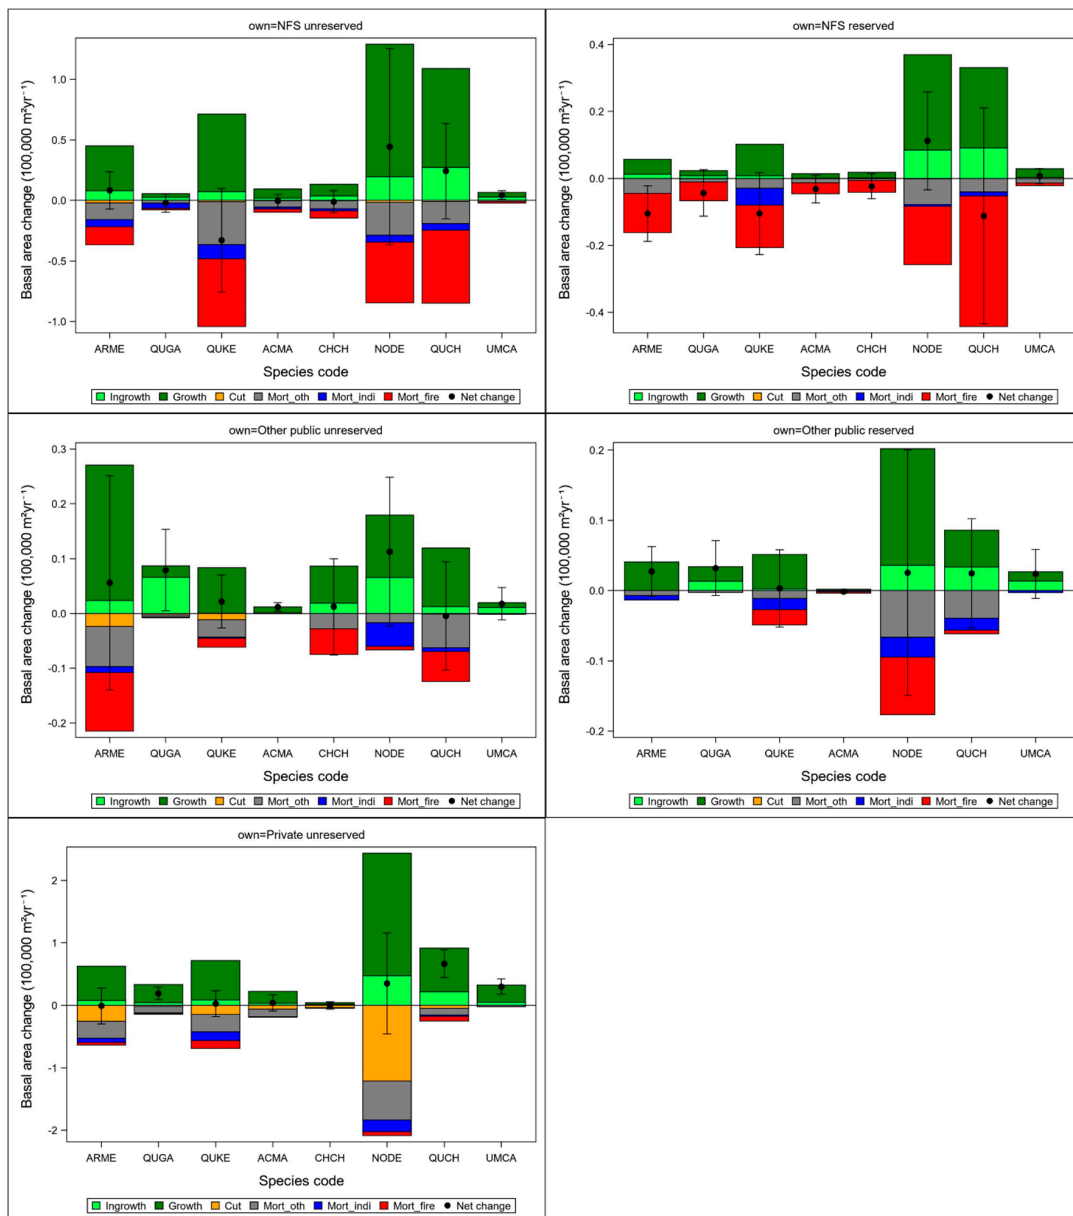 own=NFS unreserved
Basal area change (100,000 m²yr⁻¹)
1.0
0.5
0.0
-0.5
-1.0
ARME QUGA QUKE ACMA CHCH NODE QUCH UMCA
Species code
Ingrowth Growth Cut Mort_oth Mort_indi Mort_fire Net change
own=NFS reserved
Basal area change (100,000 m²yr⁻¹)
0.4
0.2
0.0
-0.2
-0.4
ARME QUGA QUKE ACMA CHCH NODE QUCH UMCA
Species code
Ingrowth Growth Cut Mort_oth Mort_indi Mort_fire Net change
own=Other public unreserved
Basal area change (100,000 m²yr⁻¹)
0.3
0.2
0.1
0.0
-0.1
-0.2
ARME QUGA QUKE ACMA CHCH NODE QUCH UMCA
Species code
Ingrowth Growth Cut Mort_oth Mort_indi Mort_fire Net change
own=Other public reserved
Basal area change (100,000 m²yr⁻¹)
0.2
0.1
0.0
-0.1
-0.2
ARME QUGA QUKE ACMA NODE QUCH UMCA
Species code
Ingrowth Growth Cut Mort_oth Mort_indi Mort_fire Net change
own=Private unreserved
Basal area change (100,000 m²yr⁻¹)
2
1
0
-1
-2
ARME QUGA QUKE ACMA CHCH NODE QUCH UMCA
Species code
Ingrowth Growth Cut Mort_oth Mort_indi Mort_fire Net change